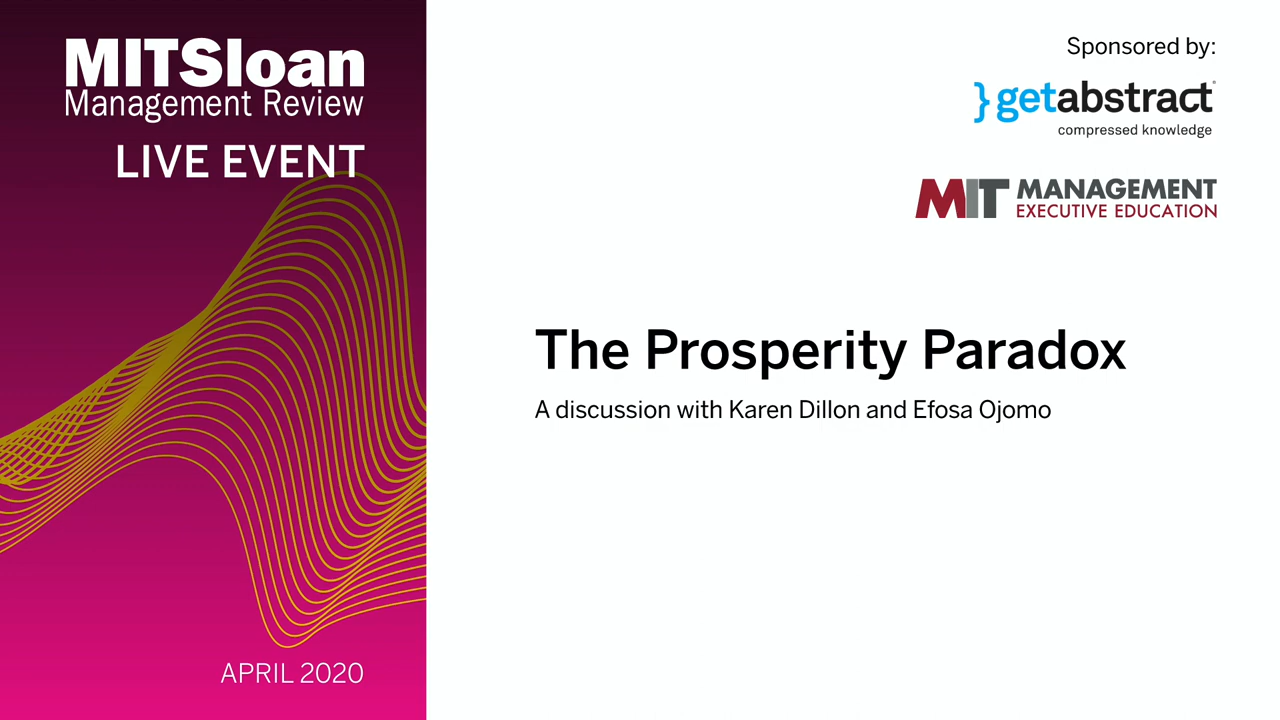 MITSloan
Management Review
LIVE EVENT
APRIL 2020
Sponsored by:
}getabstract®
compressed knowledge
MIT MANAGEMENT
EXECUTIVE EDUCATION
The Prosperity Paradox
A discussion with Karen Dillon and Efosa Ojomo